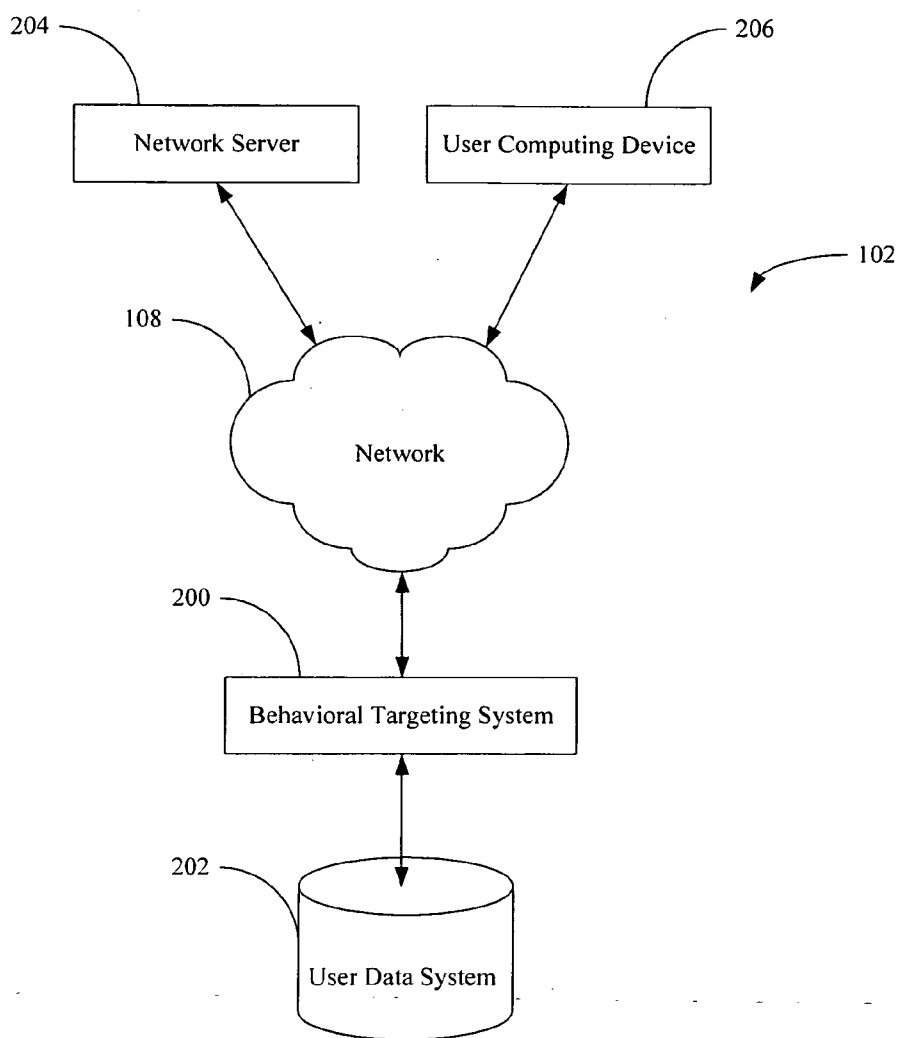 204
206
Network Server
User Computing Device
102
108
Network
200
Behavioral Targeting System
202
User Data System